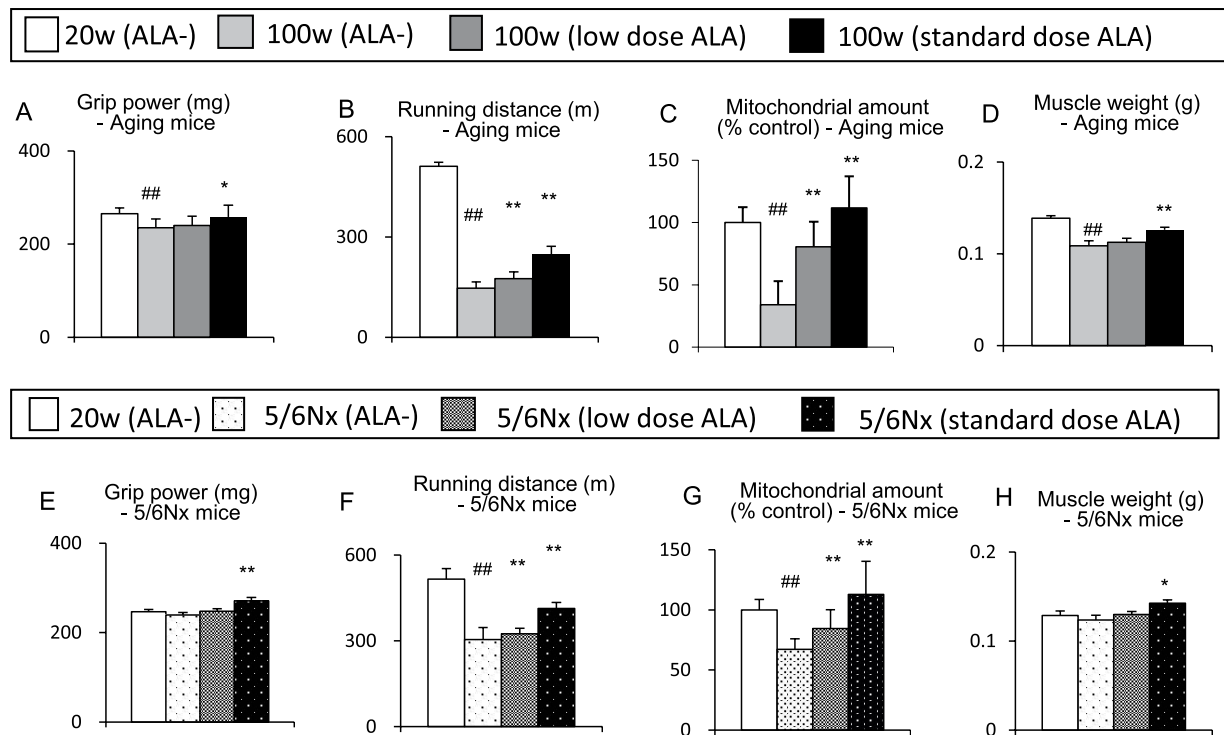 20w (ALA-) 100w (ALA-) 100w (low dose ALA) 100w (standard dose ALA)
A
Grip power (mg)
- Aging mice
400
200
0
##
*
B
Running distance (m)
- Aging mice
600
300
0
##
**
**
C
Mitochondrial amount
(% control) - Aging mice
150
100
50
0
##
**
**
D
Muscle weight (g)
- Aging mice
0.2
0.1
0
##
**
20w (ALA-) 5/6Nx (ALA-) 5/6Nx (low dose ALA) 5/6Nx (standard dose ALA)
E
Grip power (mg)
- 5/6Nx mice
400
200
0
**
F
Running distance (m)
- 5/6Nx mice
600
300
0
##
**
**
G
Mitochondrial amount
(% control) - 5/6Nx mice
150
100
50
0
##
**
**
H
Muscle weight (g)
- 5/6Nx mice
0.2
0.1
0
*